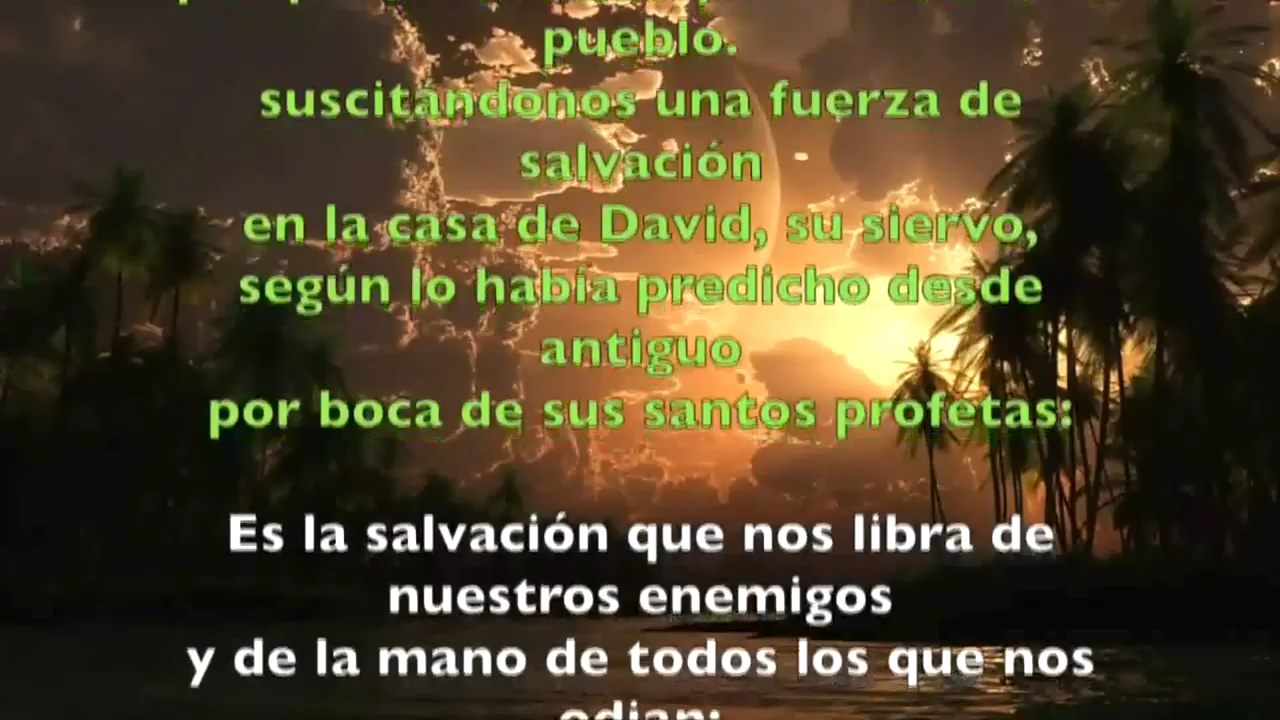 pueblo.
suscitándonos una fuerza de
salvación
en la casa de David, su siervo,
según lo había predicho desde
antiguo
por boca de sus santos profetas:
Es la salvación que nos libra de
nuestros enemigos
y de la mano de todos los que nos
odian;